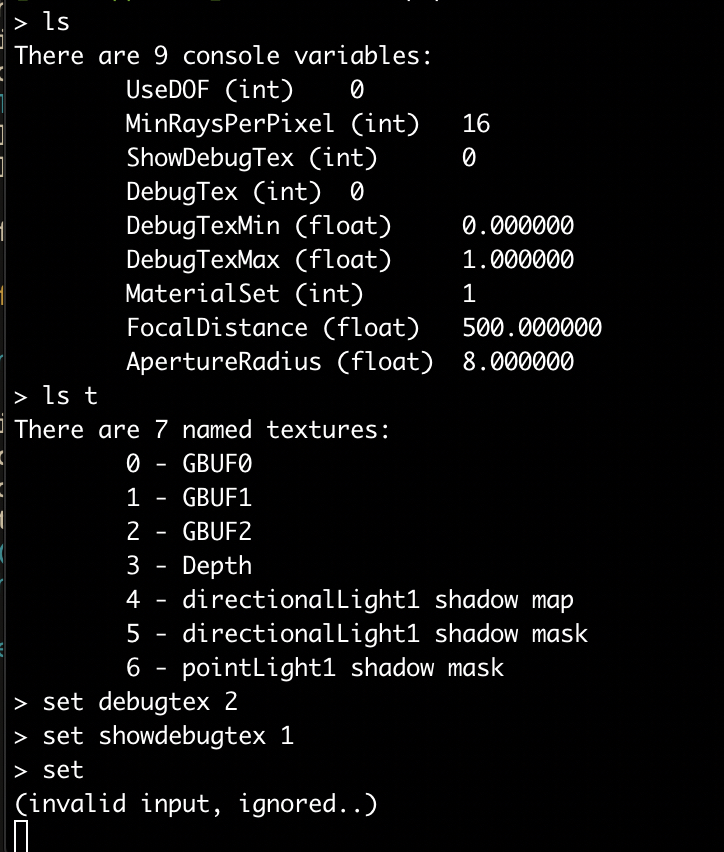 > ls
There are 9 console variables:
UseDOF (int) 0
MinRaysPerPixel (int) 16
ShowDebugTex (int) 0
DebugTex (int) 0
DebugTexMin (float) 0.000000
DebugTexMax (float) 1.000000
MaterialSet (int) 1
FocalDistance (float) 500.000000
ApertureRadius (float) 8.000000
> ls t
There are 7 named textures:
0 - GBUF0
1 - GBUF1
2 - GBUF2
3 - Depth
4 - directionalLight1 shadow map
5 - directionalLight1 shadow mask
6 - pointLight1 shadow mask
> set debugtex 2
> set showdebugtex 1
> set
(invalid input, ignored..)